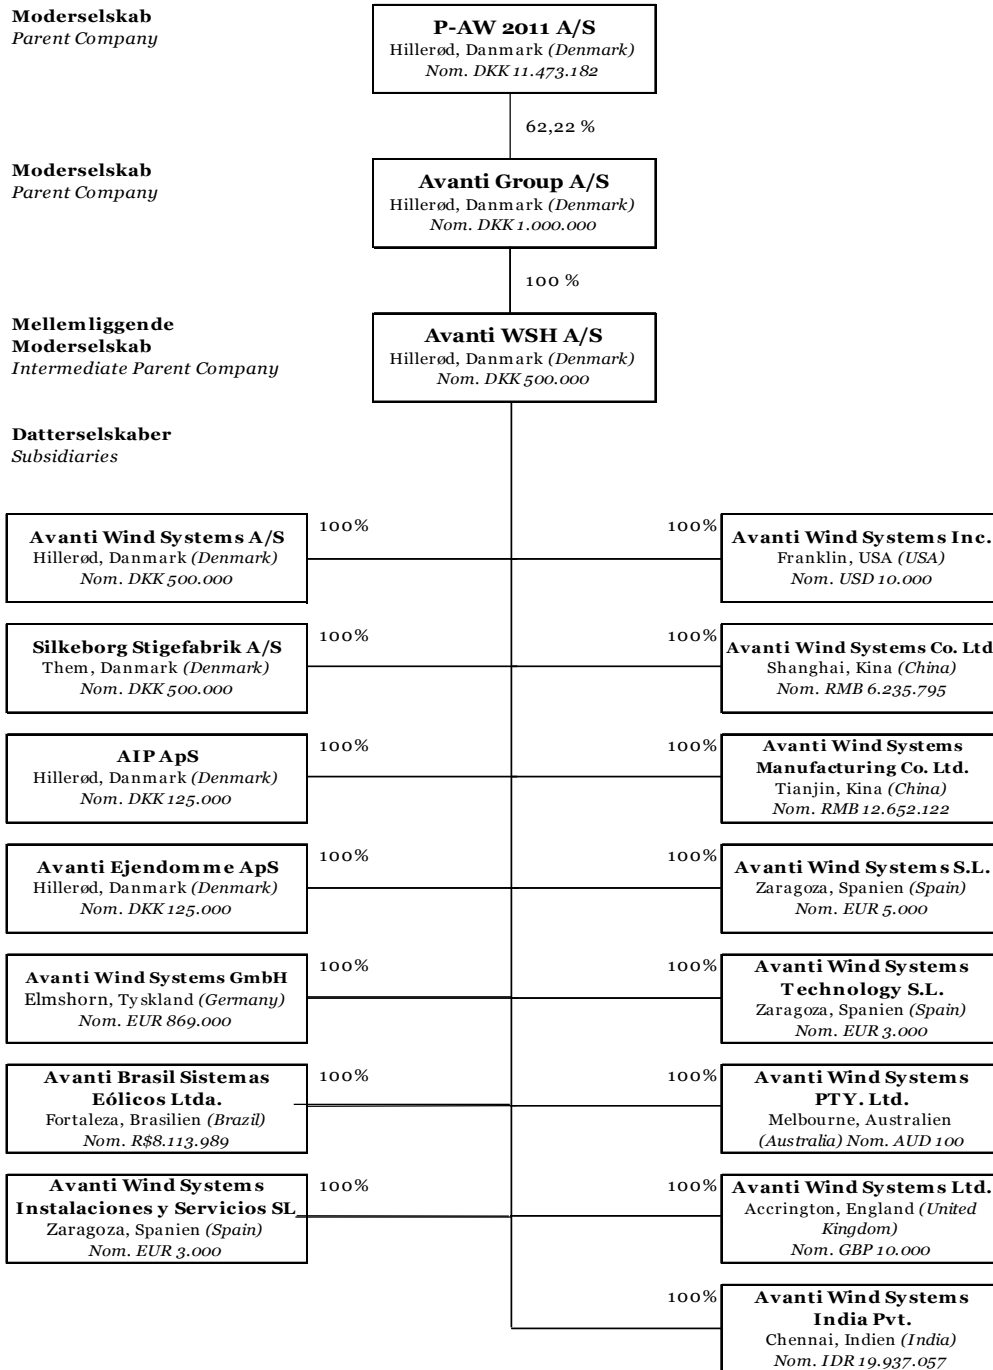 Moderselskab
Parent Company
P-AW 2011 A/S
Hillerød, Danmark (Denmark)
Nom. DKK 11.473.182
62,22 %
Moderselskab
Parent Company
Avanti Group A/S
Hillerød, Danmark (Denmark)
Nom. DKK 1.000.000
100 %
Mellemliggende
Moderselskab
Intermediate Parent Company
Avanti WSH A/S
Hillerød, Danmark (Denmark)
Nom. DKK 500.000
Datterselskaber
Subsidiaries
Avanti Wind Systems A/S
Hillerød, Danmark (Denmark)
Nom. DKK 500.000
100%
100%
Avanti Wind Systems Inc.
Franklin, USA (USA)
Nom. USD 10.000
Silkeborg Stigefabrik A/S
Them, Danmark (Denmark)
Nom. DKK 500.000
100%
100%
Avanti Wind Systems Co. Ltd
Shanghai, Kina (China)
Nom. RMB 6.235.795
AIP ApS
Hillerød, Danmark (Denmark)
Nom. DKK 125.000
100%
100%
Avanti Wind Systems
Manufacturing Co. Ltd.
Tianjin, Kina (China)
Nom. RMB 12.652.122
Avanti Ejendomme ApS
Hillerød, Danmark (Denmark)
Nom. DKK 125.000
100%
100%
Avanti Wind Systems S.L.
Zaragoza, Spanien (Spain)
Nom. EUR 5.000
Avanti Wind Systems GmbH
Elmshorn, Tyskland (Germany)
Nom. EUR 869.000
100%
100%
Avanti Wind Systems
Technology S.L.
Zaragoza, Spanien (Spain)
Nom. EUR 3.000
Avanti Brasil Sistemas
Eólicos Ltda.
Fortaleza, Brasilien (Brazil)
Nom. R$8.113.989
100%
100%
Avanti Wind Systems
PTY. Ltd.
Melbourne, Australien
(Australia) Nom. AUD 100
Avanti Wind Systems
Instalaciones y Servicios SL
Zaragoza, Spanien (Spain)
Nom. EUR 3.000
100%
100%
Avanti Wind Systems Ltd.
Accrington, England (United
Kingdom)
Nom. GBP 10.000
100%
Avanti Wind Systems
India Pvt.
Chennai, Indien (India)
Nom. IDR 19.937.057